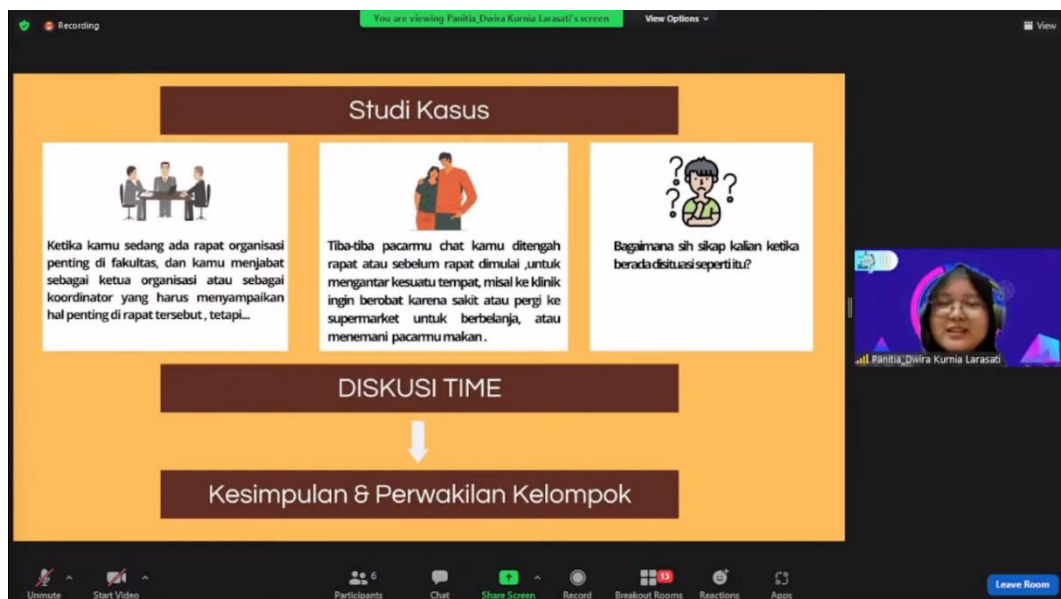 Recording
You are viewing Panitia_Dwira Kurnia Larasati's screen
View Options
View
Studi Kasus
Ketika kamu sedang ada rapat organisasi
penting di fakultas, dan kamu menjabat
sebagai ketua organisasi atau sebagai
koordinator yang harus menyampaikan
hal penting di rapat tersebut , tetapi...
Tiba-tiba pacarmu chat kamu ditengah
rapat atau sebelum rapat dimulai ,untuk
mengantar kesuatu tempat, misal ke klinik
ingin berobat karena sakit atau pergi ke
supermarket untuk berbelanja, atau
menemani pacarmu makan .
Bagaimana sih sikap kalian ketika
berada disituasi seperti itu?
DISKUSI TIME
Kesimpulan & Perwakilan Kelompok
Panitia_Dwira Kurnia Larasati
Unmute
Start Video
6
Participants
Chat
Share Screen
Record
13
Breakout Rooms
Reactions
Apps
Leave Room